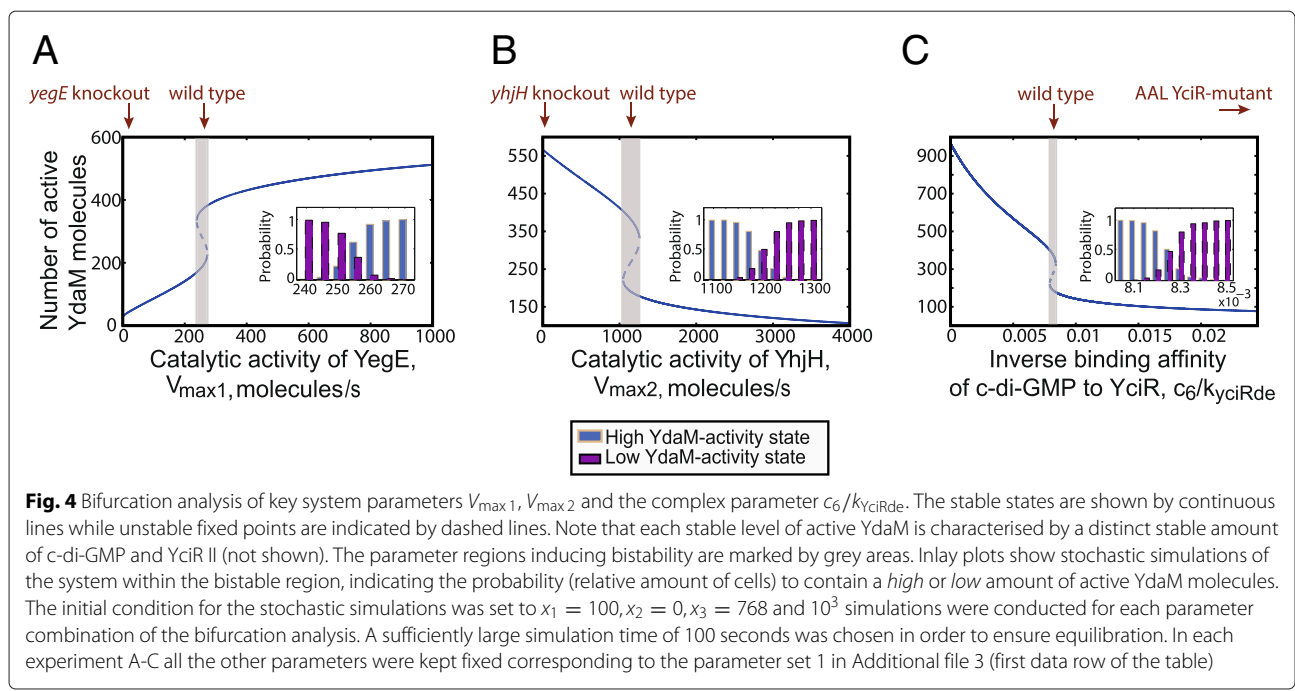 A
B
C
yegE knockout
wild type
yhjH knockout
wild type
wild type
AAL YciR-mutant
Number of active
YdaM molecules
600
400
200
0
0
200
400
600
800
1000
Catalytic activity of YegE,
Vmax1, molecules/s
Probability
1
0.5
0
240
250
260
270
550
450
350
250
150
0
1000
2000
3000
4000
Catalytic activity of YhjH,
Vmax2, molecules/s
Probability
1
0.5
0
1100
1200
1300
900
700
500
300
100
0
0.005
0.01
0.015
0.02
Inverse binding affinity
of c-di-GMP to YciR, c6/kyciRde
Probability
1
0.5
0
8.1
8.3
8.5
x10⁻³
High YdaM-activity state
Low YdaM-activity state
Fig. 4 Bifurcation analysis of key system parameters Vmax 1, Vmax 2 and the complex parameter c6/kYciRde. The stable states are shown by continuous
lines while unstable fixed points are indicated by dashed lines. Note that each stable level of active YdaM is characterised by a distinct stable amount
of c-di-GMP and YciR II (not shown). The parameter regions inducing bistability are marked by grey areas. Inlay plots show stochastic simulations of
the system within the bistable region, indicating the probability (relative amount of cells) to contain a high or low amount of active YdaM molecules.
The initial condition for the stochastic simulations was set to x1 = 100, x2 = 0, x3 = 768 and 10³ simulations were conducted for each parameter
combination of the bifurcation analysis. A sufficiently large simulation time of 100 seconds was chosen in order to ensure equilibration. In each
experiment A-C all the other parameters were kept fixed corresponding to the parameter set 1 in Additional file 3 (first data row of the table)